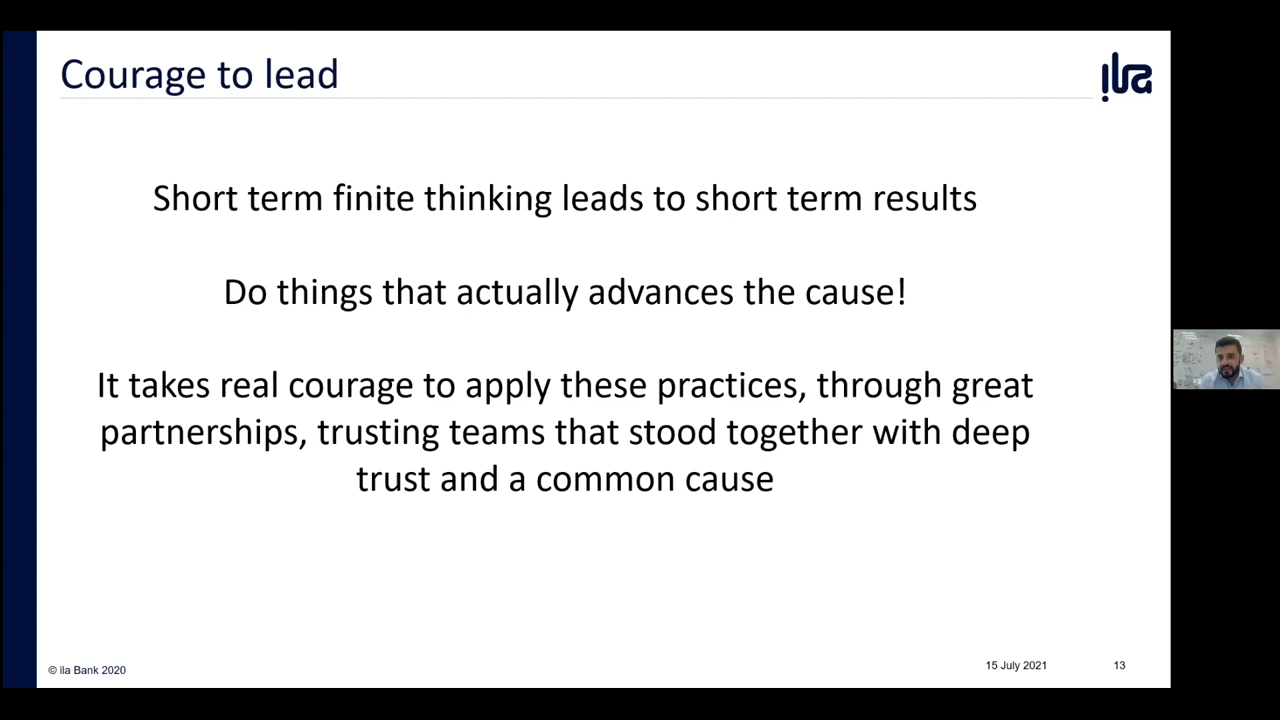 Courage to lead
ila
Short term finite thinking leads to short term results
Do things that actually advances the cause!
It takes real courage to apply these practices, through great
partnerships, trusting teams that stood together with deep
trust and a common cause
© ila Bank 2020
15 July 2021
13